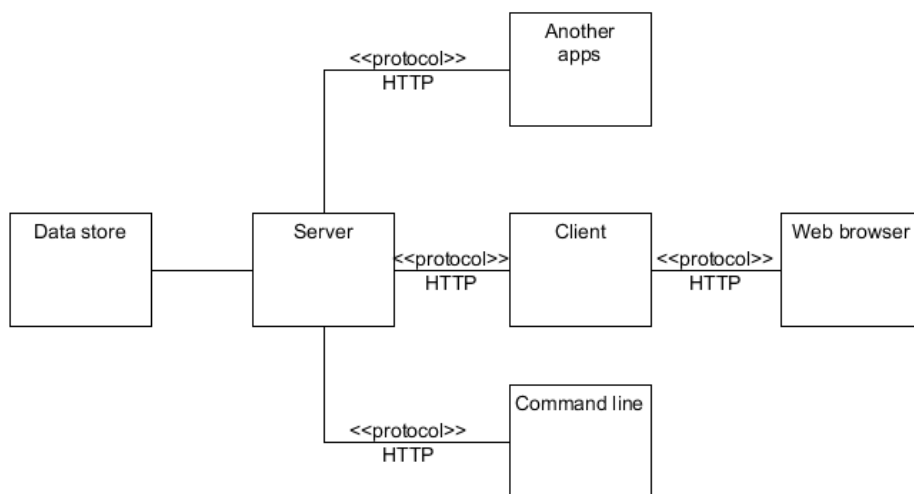 Another
apps
<<protocol>>
HTTP
Data store
Server
<<protocol>>
HTTP
Client
<<protocol>>
HTTP
Web browser
Command line
<<protocol>>
HTTP